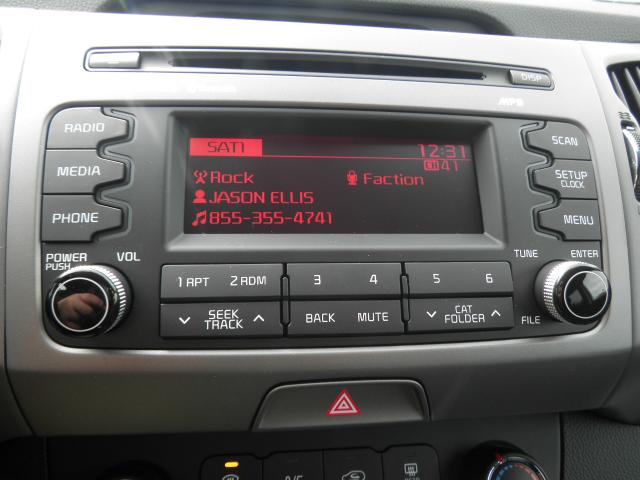 DISP
MP3
RADIO
MEDIA
PHONE
SAT1
12:31
CH 41
Rock
Faction
JASON ELLIS
855-355-4741
SCAN
SETUP
CLOCK
MENU
POWER
PUSH
VOL
TUNE
ENTER
FILE
1 RPT
2 RDM
3
4
5
6
SEEK
TRACK
BACK
MUTE
CAT
FOLDER
A/C